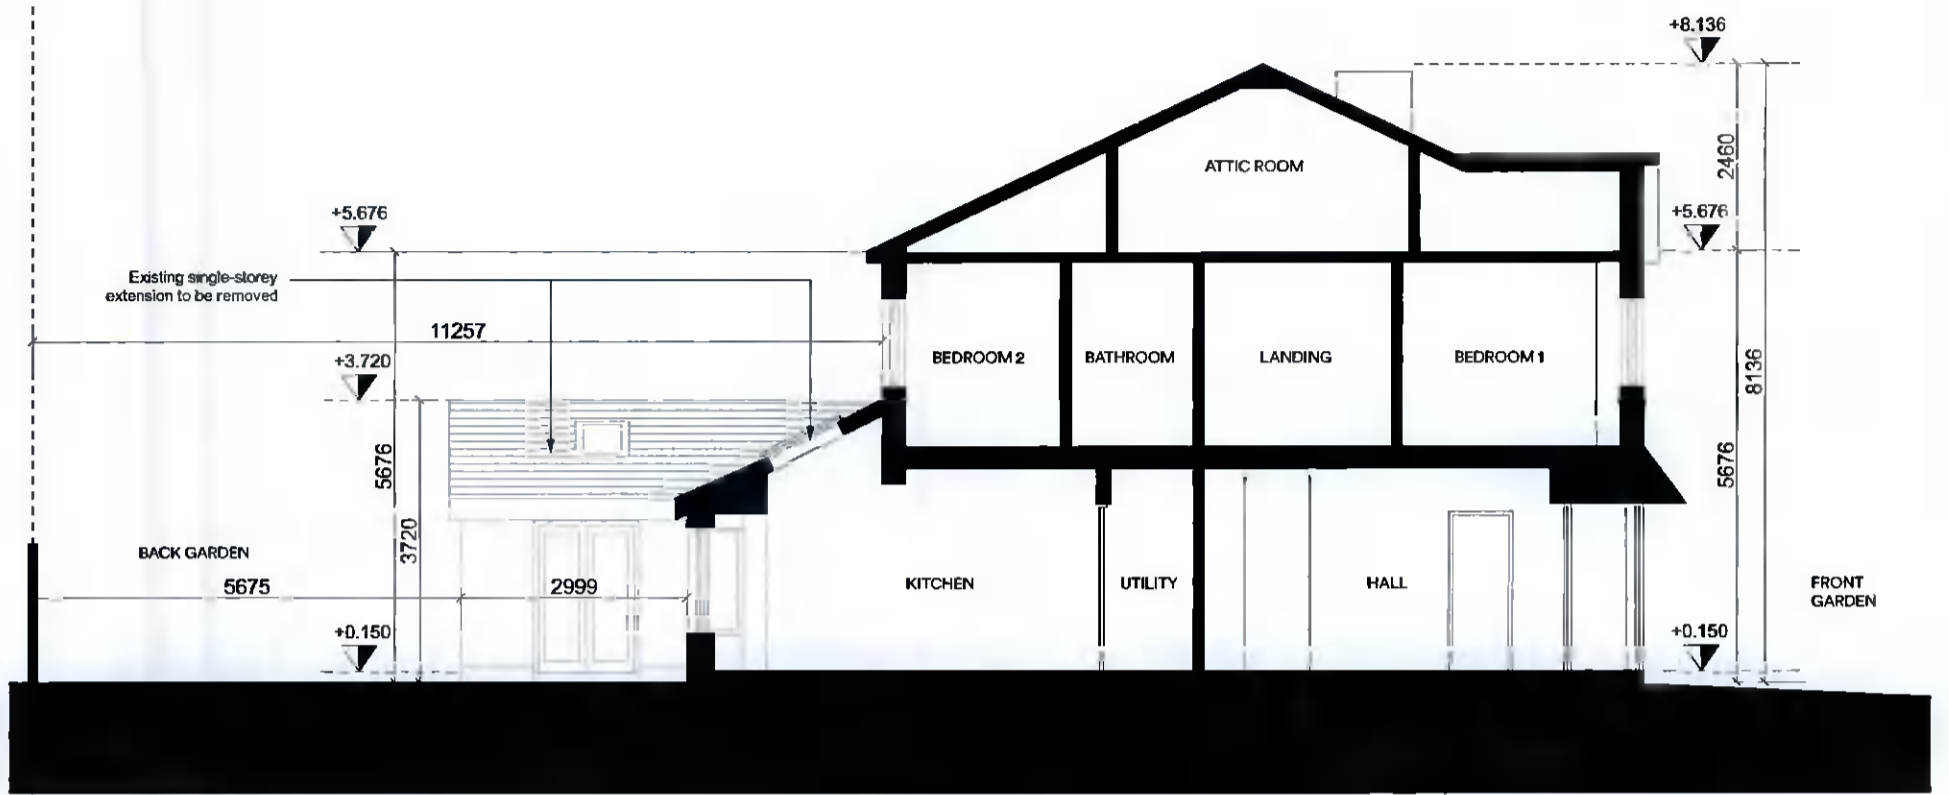 +8.136
ATTIC ROOM
2460
+5.676
+5.676
Existing single-storey
extension to be removed
11257
+3.720
BEDROOM 2
BATHROOM
LANDING
BEDROOM 1
8136
5676
5676
3720
BACK GARDEN
5675
2999
KITCHEN
UTILITY
HALL
FRONT
GARDEN
+0.150
+0.150